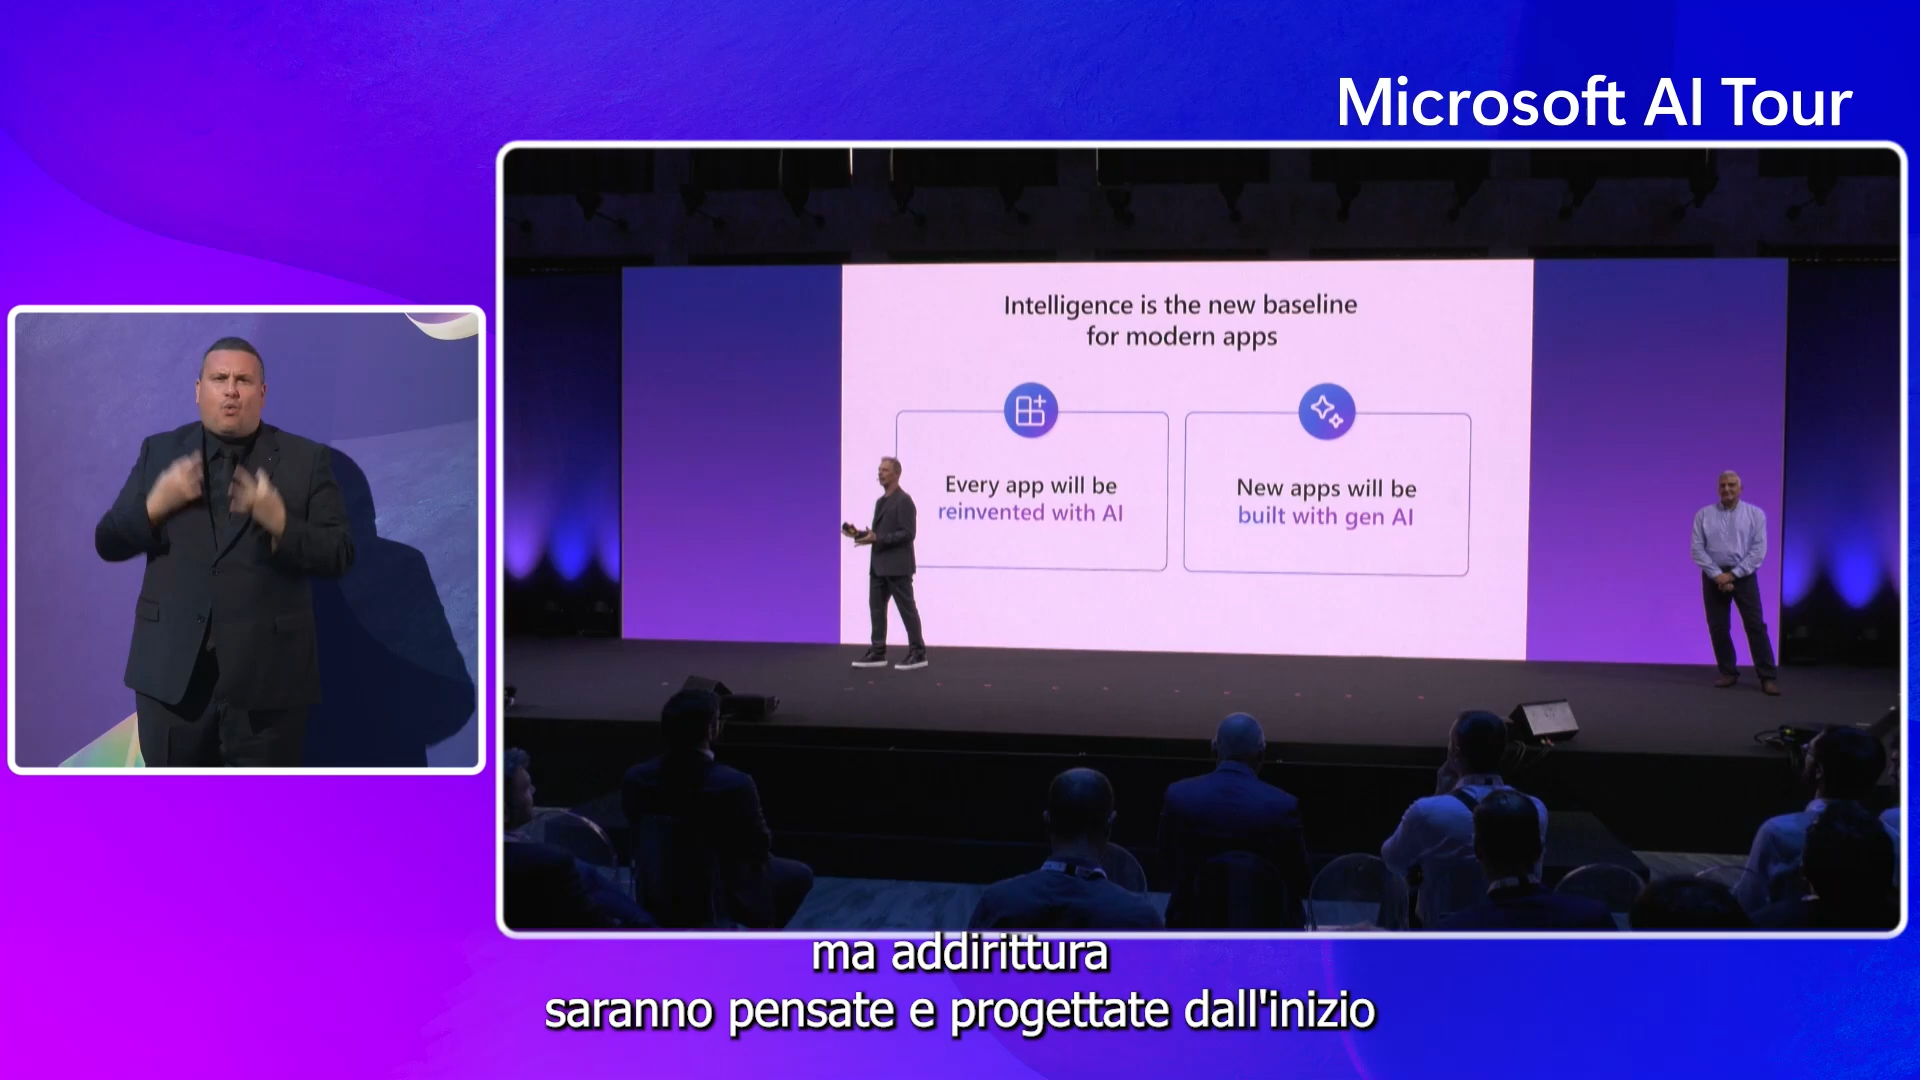 Microsoft AI Tour
Intelligence is the new baseline
for modern apps
Every app will be
reinvented with AI
New apps will be
built with gen AI
ma addirittura
saranno pensate e progettate dall'inizio